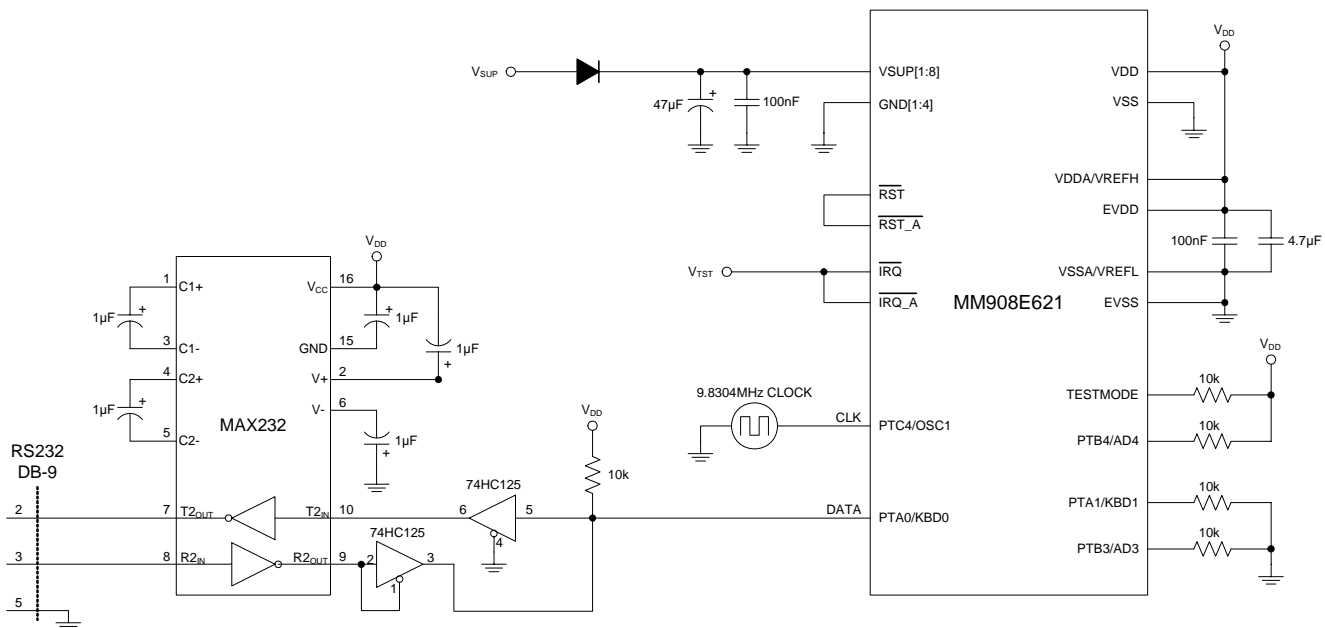 VDD
VSUP
47µF
+
100nF
VSUP[1:8]
GND[1:4]
VDD
VSS
VDDA/VREFH
RST
EVDD
RST_A
100nF
4.7µF
VTST
IRQ
VSSA/VREFL
IRQ_A
MM908E621
EVSS
VDD
1
C1+
VCC
16
1µF
+
+
1µF
3
C1-
GND
15
1µF
+
4
C2+
V+
2
1µF
+
V-
6
MAX232
1µF
+
5
C2-
VDD
TESTMODE
10k
9.8304MHz CLOCK
CLK
PTC4/OSC1
PTB4/AD4
10k
VDD
10k
RS232
DB-9
74HC125
PTA1/KBD1
10k
2
7
T2OUT
T2IN
10
6
5
4
DATA
PTA0/KBD0
74HC125
PTB3/AD3
10k
3
8
R2IN
R2OUT
9
2
3
1
5